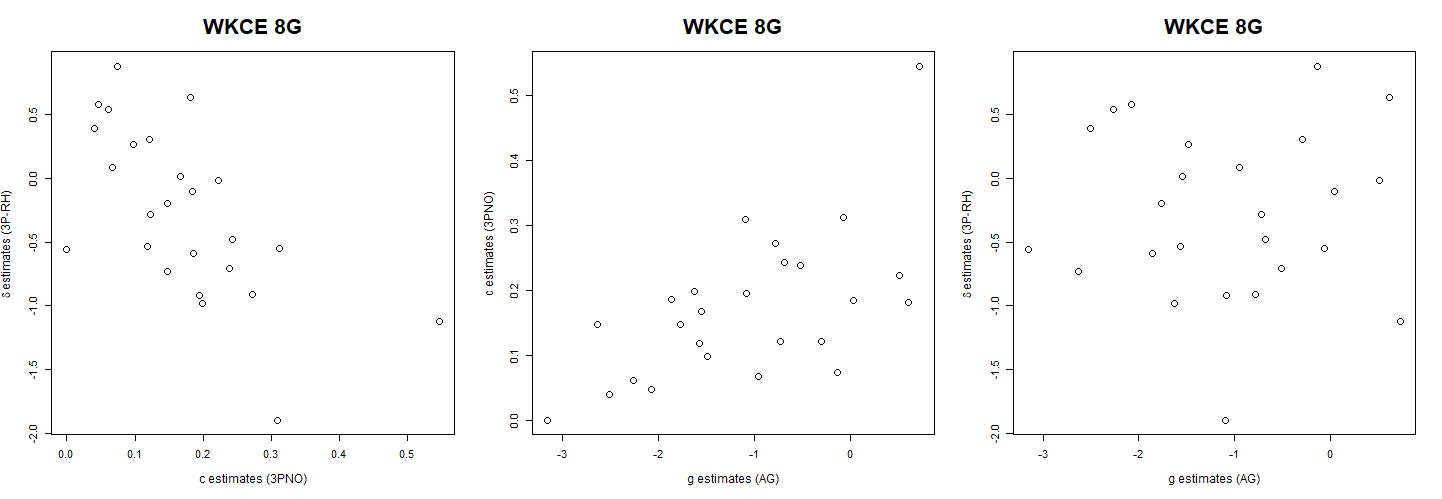 WKCE 8G
δ estimates (3P-RH)
0.5
0.0
-0.5
-1.0
-1.5
-2.0
0.0 0.1 0.2 0.3 0.4 0.5
c estimates (3PNO)
WKCE 8G
c estimates (3PNO)
0.5
0.4
0.3
0.2
0.1
0.0
-3 -2 -1 0
g estimates (AG)
WKCE 8G
δ estimates (3P-RH)
0.5
0.0
-0.5
-1.0
-1.5
-2.0
-3 -2 -1 0
g estimates (AG)